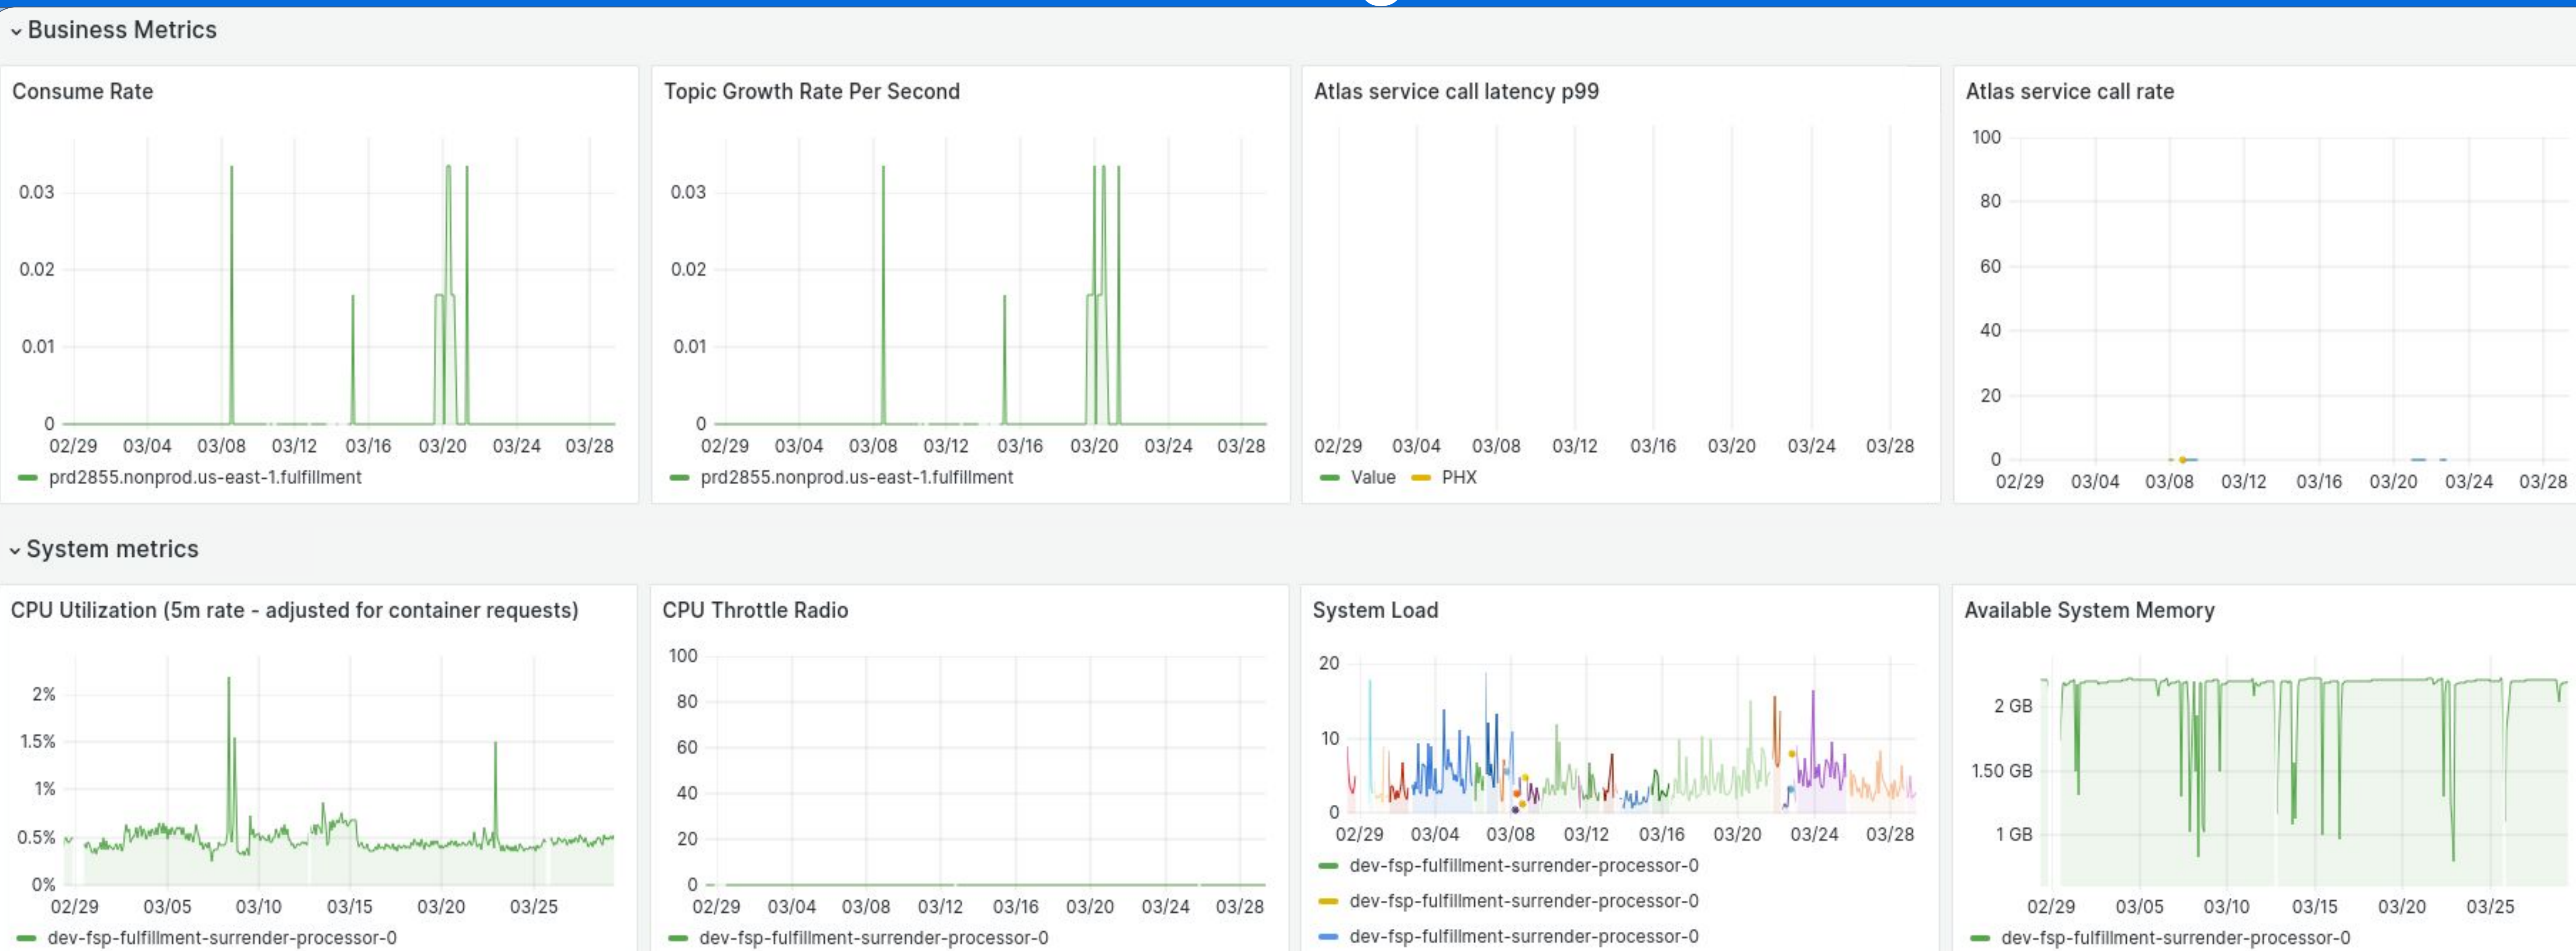 Business Metrics
Consume Rate
0.03
0.02
0.01
0
02/29 03/04 03/08 03/12 03/16 03/20 03/24 03/28
prd2855.nonprod.us-east-1.fulfillment
Topic Growth Rate Per Second
0.03
0.02
0.01
0
02/29 03/04 03/08 03/12 03/16 03/20 03/24 03/28
prd2855.nonprod.us-east-1.fulfillment
Atlas service call latency p99
02/29 03/04 03/08 03/12 03/16 03/20 03/24 03/28
Value PHX
Atlas service call rate
100
80
60
40
20
0
02/29 03/04 03/08 03/12 03/16 03/20 03/24 03/28
System metrics
CPU Utilization (5m rate - adjusted for container requests)
2%
1.5%
1%
0.5%
0%
02/29 03/05 03/10 03/15 03/20 03/25
dev-fsp-fulfillment-surrender-processor-0
CPU Throttle Radio
100
80
60
40
20
0
02/29 03/04 03/08 03/12 03/16 03/20 03/24 03/28
dev-fsp-fulfillment-surrender-processor-0
System Load
20
10
0
02/29 03/04 03/08 03/12 03/16 03/20 03/24 03/28
dev-fsp-fulfillment-surrender-processor-0
dev-fsp-fulfillment-surrender-processor-0
dev-fsp-fulfillment-surrender-processor-0
Available System Memory
2 GB
1.50 GB
1 GB
02/29 03/05 03/10 03/15 03/20 03/25
dev-fsp-fulfillment-surrender-processor-0